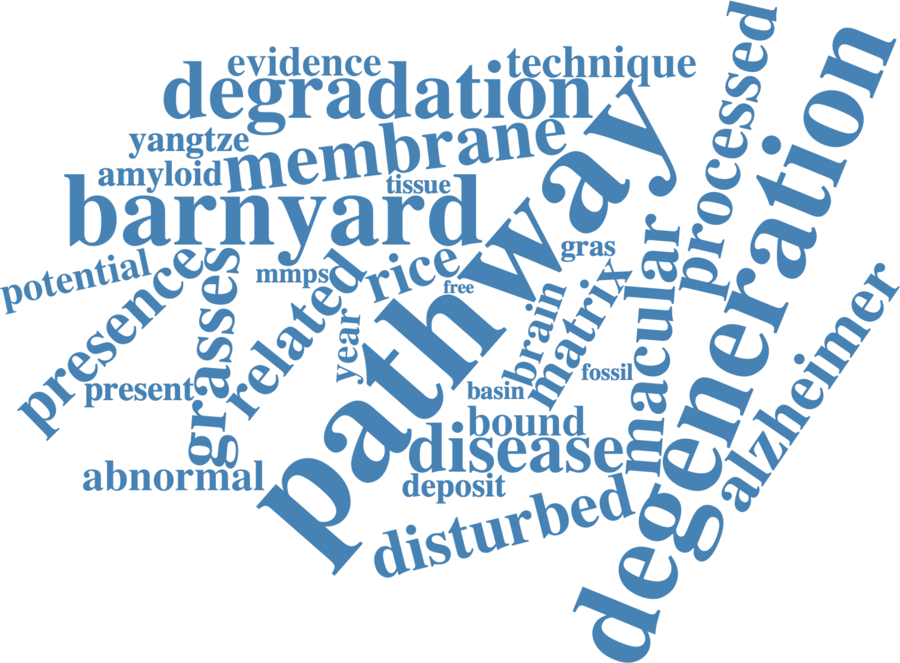 evidence
technique
processed
degradation
degeneration
yangtze
membrane
pathway
amyloid
tissue
barnyard
potential
presence
grasses
mmps
related
rice
free
gras
year
brain
matrix
macular
alzheimer
present
basin
fossil
bound
disease
abnormal
deposit
disturbed